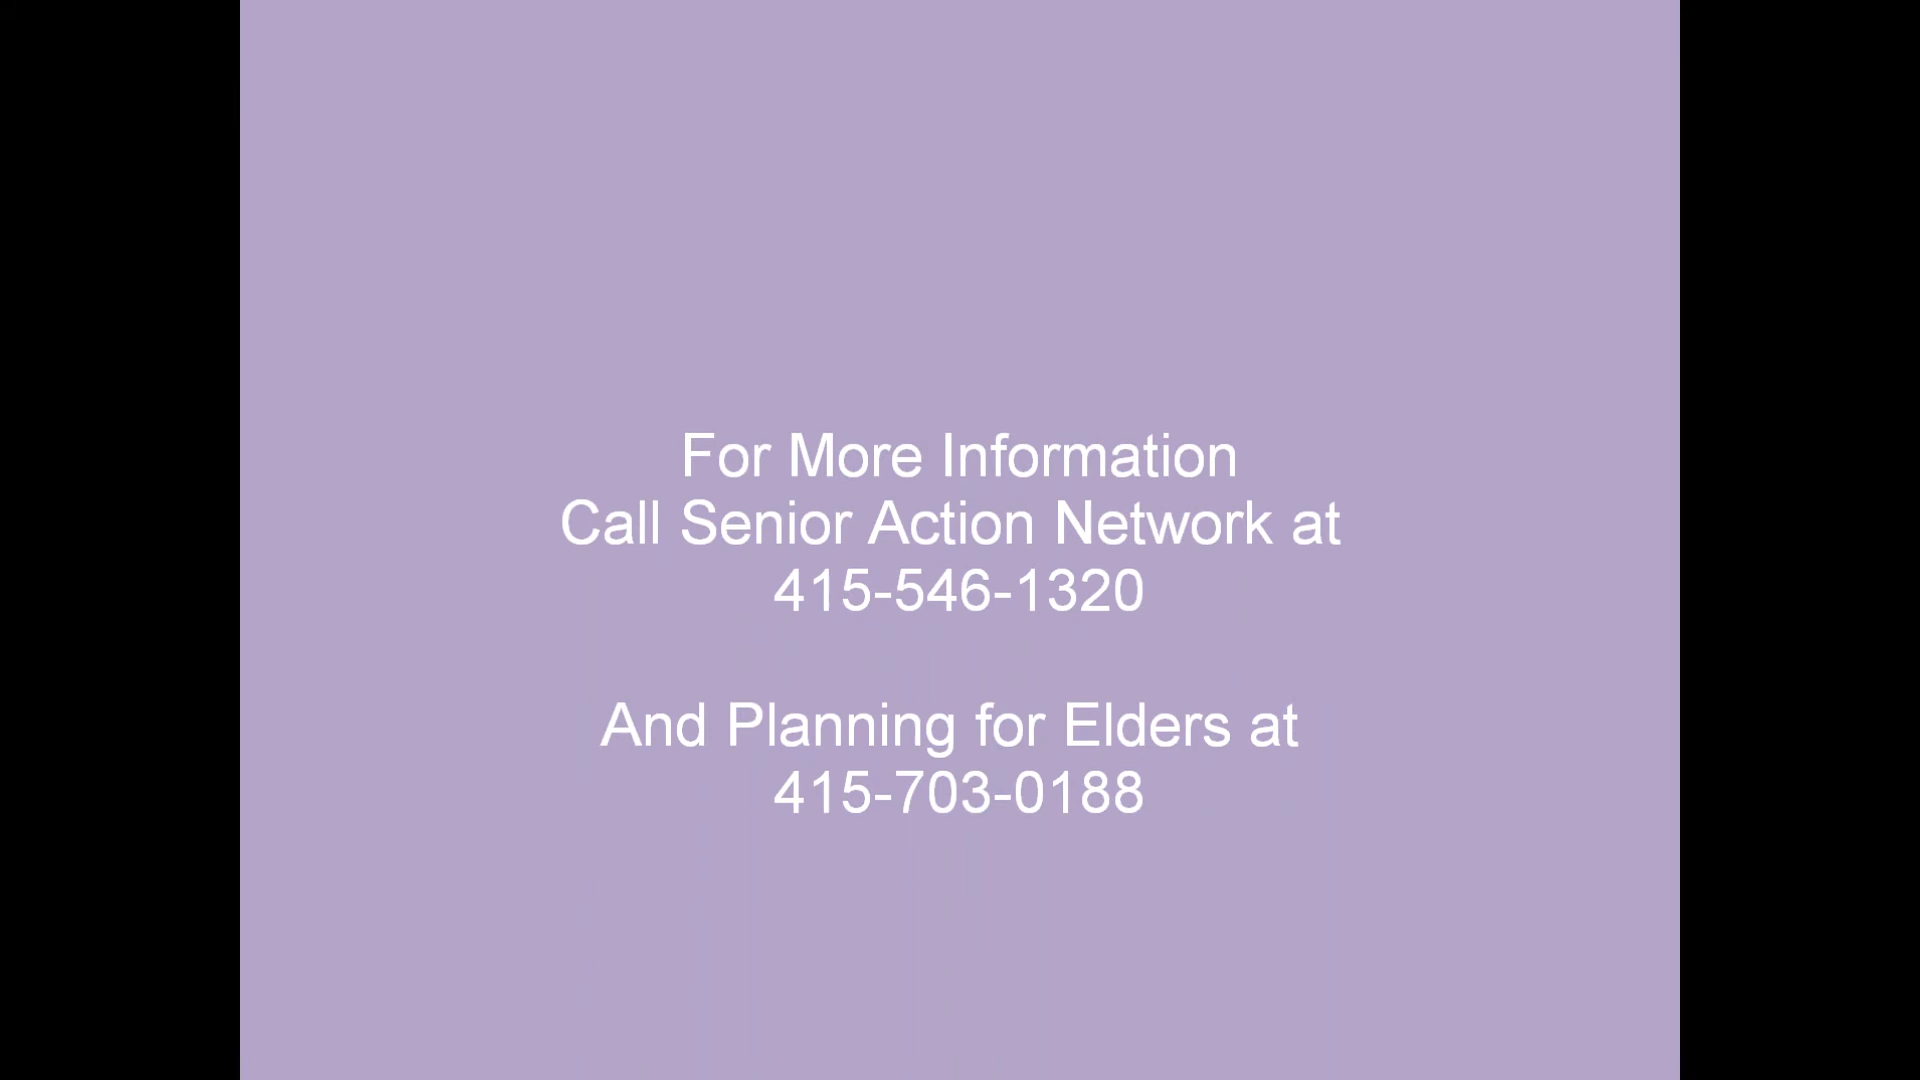 For More Information
Call Senior Action Network at
415-546-1320
And Planning for Elders at
415-703-0188